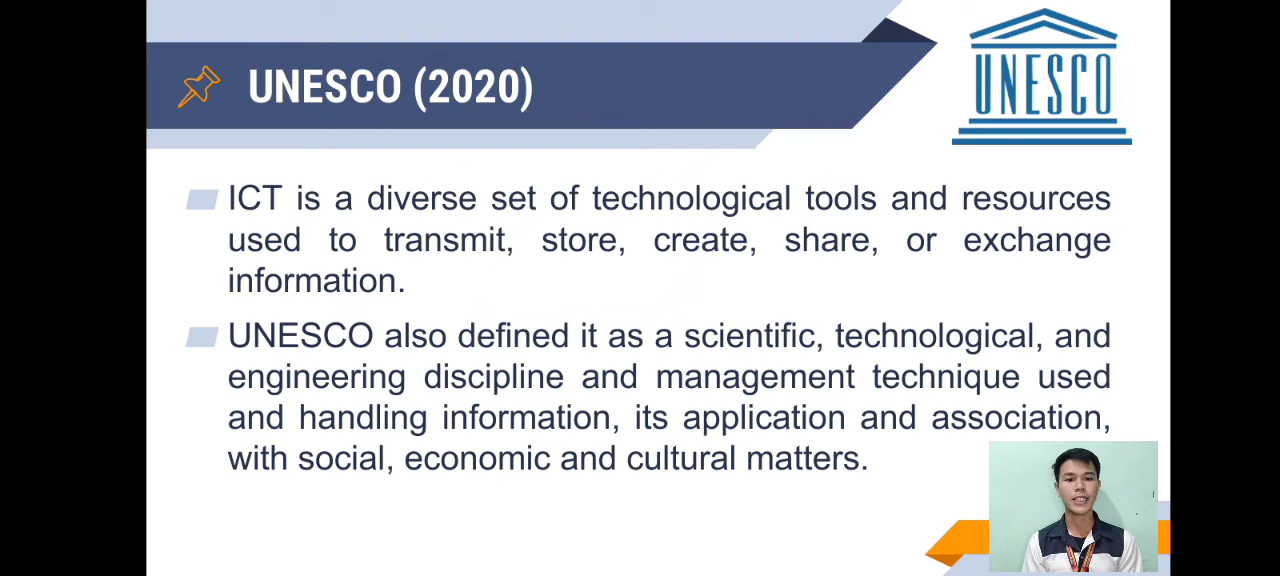 UNESCO (2020)
UNESCO
ICT is a diverse set of technological tools and resources
used to transmit, store, create, share, or exchange
information.
UNESCO also defined it as a scientific, technological, and
engineering discipline and management technique used
and handling information, its application and association,
with social, economic and cultural matters.